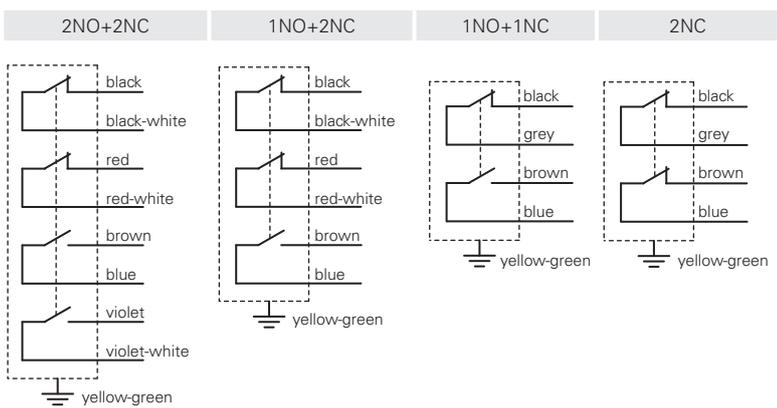 2NO+2NC
black
black-white
red
red-white
brown
blue
violet
violet-white
yellow-green
1NO+2NC
black
black-white
red
red-white
brown
blue
yellow-green
1NO+1NC
black
grey
brown
blue
yellow-green
2NC
black
grey
brown
blue
yellow-green